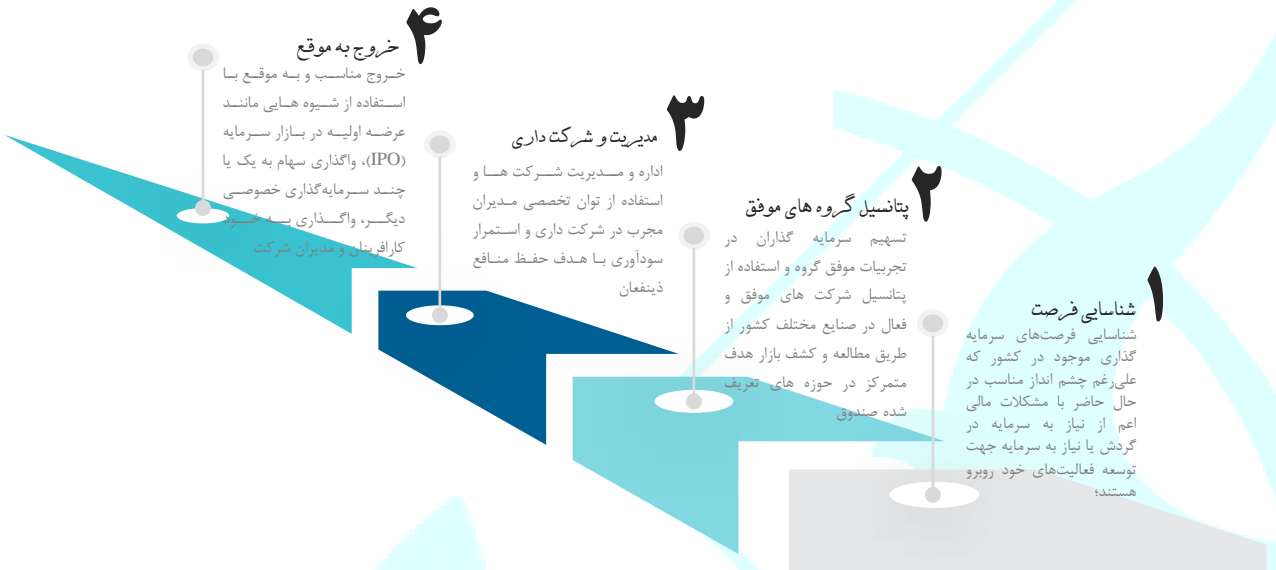 ۱
شناسایی فرصت
شناسایی فرصت‌های سرمایه
گذاری موجود در کشور که
علی‌رغم چشم انداز مناسب در
حال حاضر با مشکلات مالی
اعم از نیاز به سرمایه در
گردش یا نیاز به سرمایه جهت
توسعه فعالیت‌های خود روبرو
هستند؛
۲
پتانسیل گروه های موفق
تسهیم سرمایه گذاران در
تجربیات موفق گروه و استفاده از
پتانسیل شرکت های موفق و
فعال در صنایع مختلف کشور از
طریق مطالعه و کشف بازار هدف
متمرکز در حوزه های تعریف
شده صندوق
۳
مدیریت و شرکت داری
اداره و مدیریت شرکت ها و
استفاده از توان تخصصی مدیران
مجرب در شرکت داری و استمرار
سودآوری با هدف حفظ منافع
ذینفعان
۴
خروج به موقع
خروج مناسب و به موقع با
استفاده از شیوه هایی مانند
عرضه اولیه در بازار سرمایه
(IPO)، واگذاری سهام به یک یا
چند سرمایه‌گذاری خصوصی
دیگر، واگذاری به خود
کارافرینان و مدیران شرکت